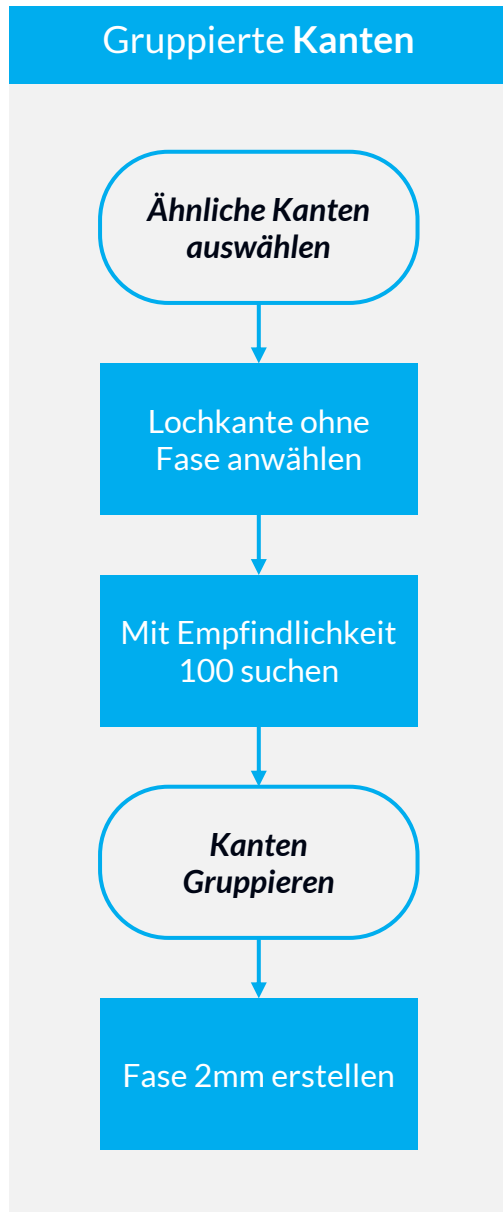 Gruppierte Kanten
Ähnliche Kanten
auswählen
Lochkante ohne
Fase anwählen
Mit Empfindlichkeit
100 suchen
Kanten
Gruppieren
Fase 2mm erstellen